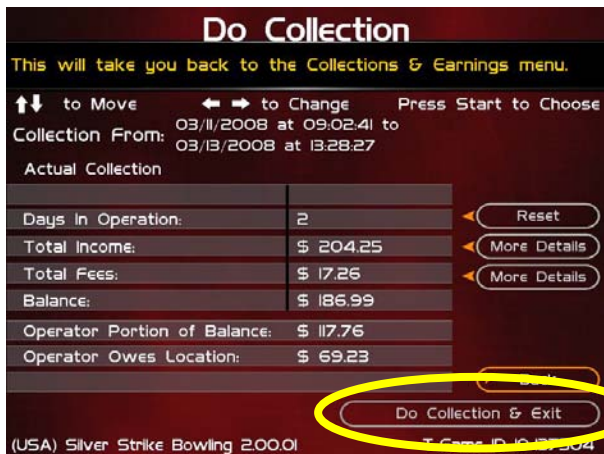 Do Collection
This will take you back to the Collections & Earnings menu.
to Move to Change Press Start to Choose
Collection From: 03/11/2008 at 09:02:41 to
03/13/2008 at 13:28:27
Actual Collection
Days In Operation: 2 Reset
Total Income: $ 204.25 More Details
Total Fees: $ 17.26 More Details
Balance: $ 186.99
Operator Portion of Balance: $ 117.76
Operator Owes Location: $ 69.23
Back
Do Collection & Exit
(USA) Silver Strike Bowling 2.00.01